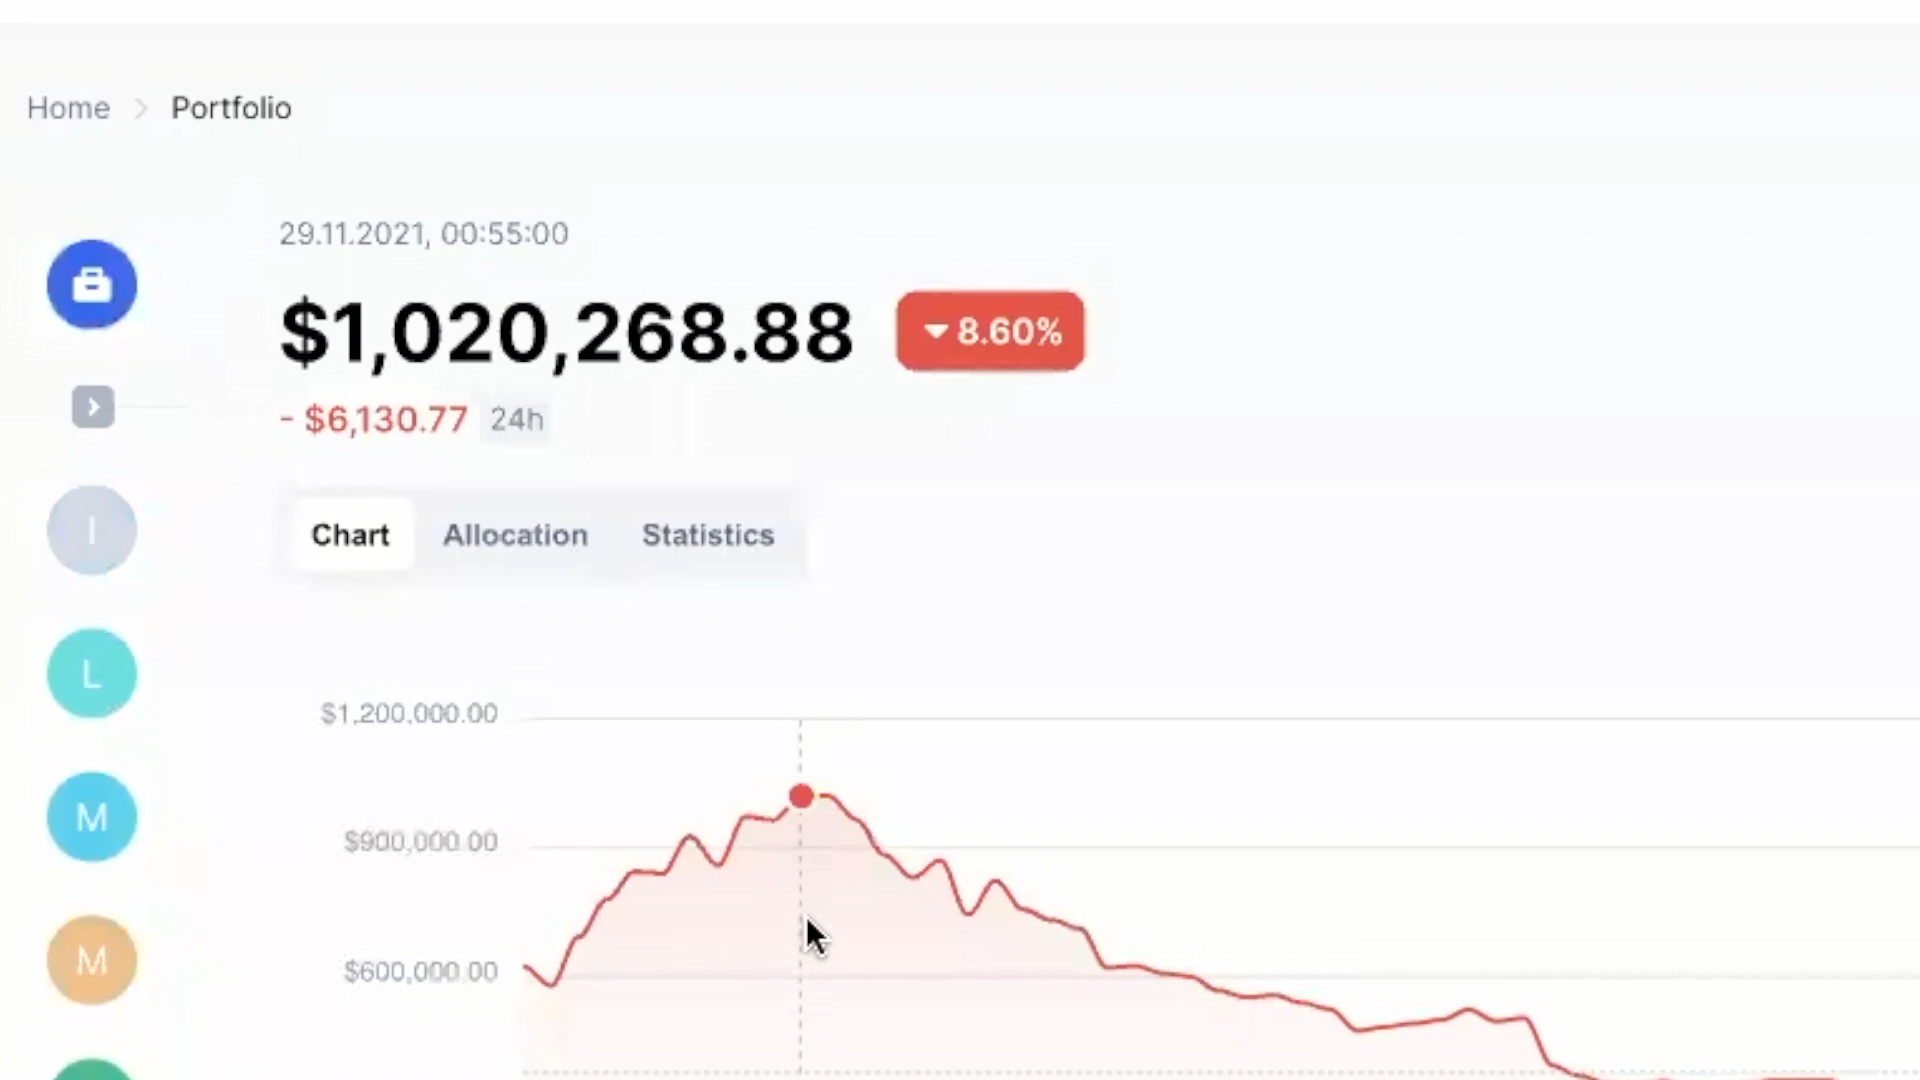 Home > Portfolio
29.11.2021, 00:55:00
$1,020,268.88 8.60%
- $6,130.77 24h
Chart Allocation Statistics
I
L
M
M
$1,200,000.00
$900,000.00
$600,000.00